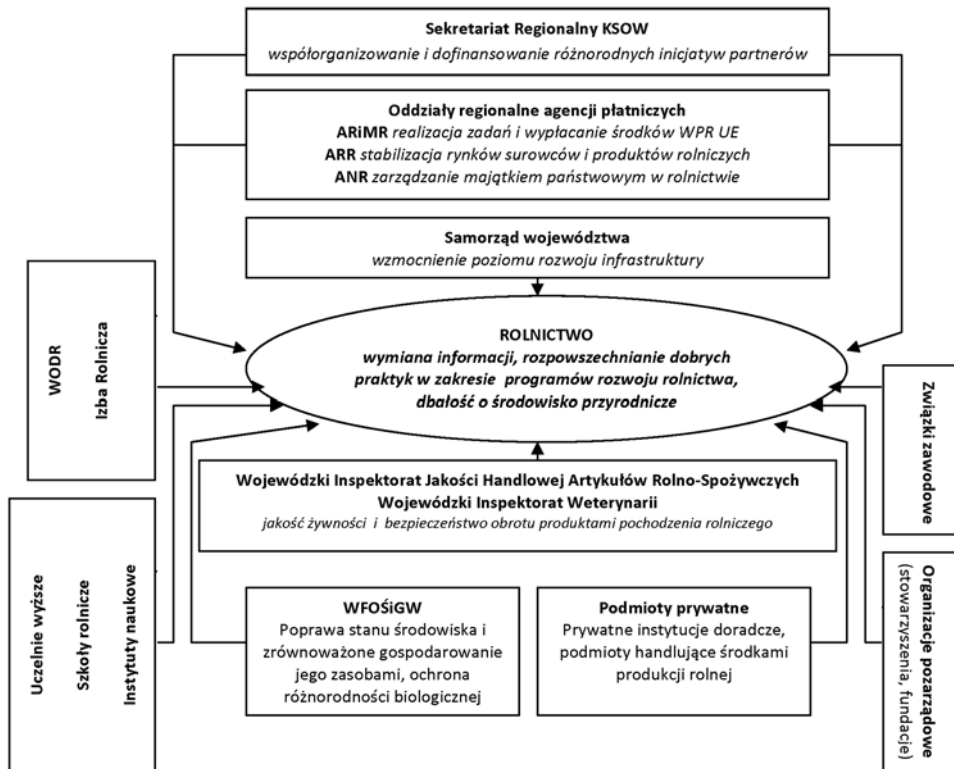 Sekretariat Regionalny KSOW
współorganizowanie i dofinansowanie różnorodnych inicjatyw partnerów
Oddziały regionalne agencji płatniczych
ARiMR realizacja zadań i wypłacanie środków WPR UE
ARR stabilizacja rynków surowców i produktów rolniczych
ANR zarządzanie majątkiem państwowym w rolnictwie
Samorząd województwa
wzmocnienie poziomu rozwoju infrastruktury
WODR
Izba Rolnicza
ROLNICTWO
wymiana informacji, rozpowszechnianie dobrych
praktyk w zakresie programów rozwoju rolnictwa,
dbałość o środowisko przyrodnicze
Związki zawodowe
Wojewódzki Inspektorat Jakości Handlowej Artykułów Rolno-Spożywczych
Wojewódzki Inspektorat Weterynarii
jakość żywności i bezpieczeństwo obrotu produktami pochodzenia rolniczego
Uczelnie wyższe
Szkoły rolnicze
Instytuty naukowe
WFOŚiGW
Poprawa stanu środowiska i
zrównoważone gospodarowanie
jego zasobami, ochrona
różnorodności biologicznej
Podmioty prywatne
Prywatne instytucje doradcze,
podmioty handlujące środkami
produkcji rolnej
Organizacje pozarządowe
(stowarzyszenia, fundacje)